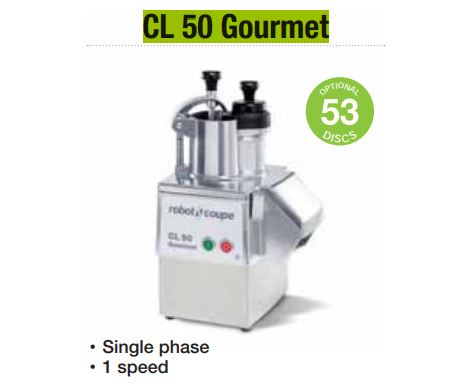 CL 50 Gourmet
OPTIONAL
53
DISCS
robot coupe
CL 50
Gourmet
• Single phase
• 1 speed